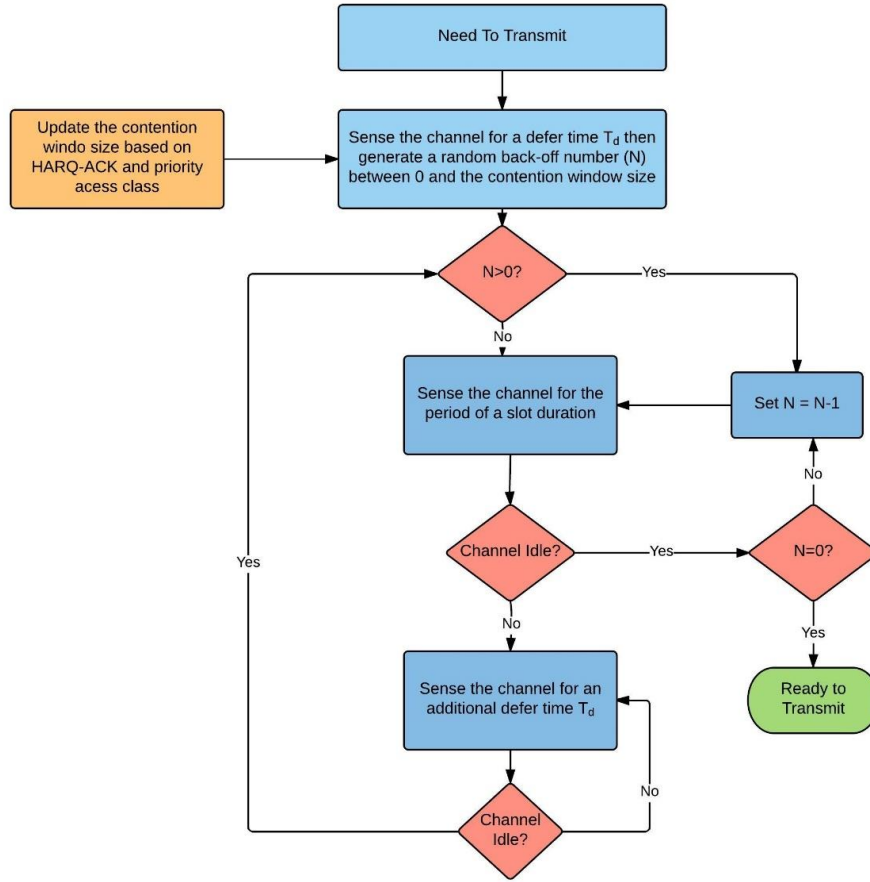 Need To Transmit
Update the contention
windo size based on
HARQ-ACK and priority
acess class
Sense the channel for a defer time Td then
generate a random back-off number (N)
between 0 and the contention window size
N>0?
Yes
No
Sense the channel for the
period of a slot duration
Set N = N-1
No
Yes
Channel Idle?
Yes
N=0?
No
Yes
Sense the channel for an
additional defer time Td
Ready to
Transmit
No
Channel
Idle?